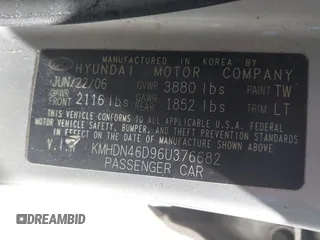 MANUFACTURED IN KOREA BY
HYUNDAI MOTOR COMPANY
JUN/22/06 GVWR 3880 lbs PAINT TW
GAWR FRONT 2116 lbs GAWR REAR 1852 lbs TRIM LT
THIS VEHICLE CONFORMS TO ALL APPLICABLE U.S.A. FEDERAL
MOTOR VEHICLE SAFETY, BUMPER, AND THEFT PREVENTION
STANDARDS IN EFFECT ON THE DATE OF MANUFACTURE SHOWN ABOVE.
V.I.N KMHDN46D96U376682
PASSENGER CAR
DREAMBID